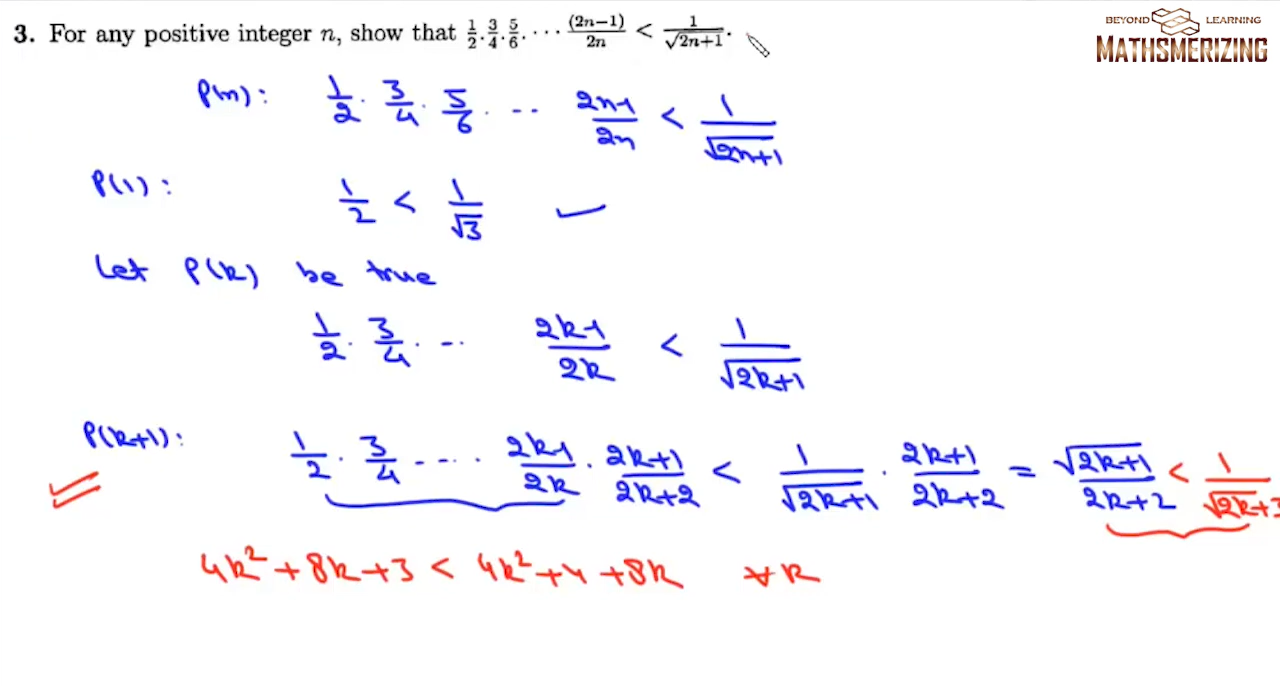 BEYOND LEARNING
MATHSMERIZING
3. For any positive integer n, show that 1/2 . 3/4 . 5/6 . ⋯ (2n−1)/2n < 1/√(2n+1).
P(n): 1/2 . 3/4 . 5/6 . ... (2n-1)/2n < 1/√(2n+1)
P(1): 1/2 < 1/√3 ✓
Let P(k) be true
1/2 . 3/4 . ... (2k-1)/2k < 1/√(2k+1)
P(k+1): 1/2 . 3/4 .... (2k-1)/2k . (2k+1)/(2k+2) < 1/√(2k+1) . (2k+1)/(2k+2) = √(2k+1)/(2k+2) < 1/√(2k+3)
4k² + 8k + 3 < 4k² + 4 + 8k ∀ k